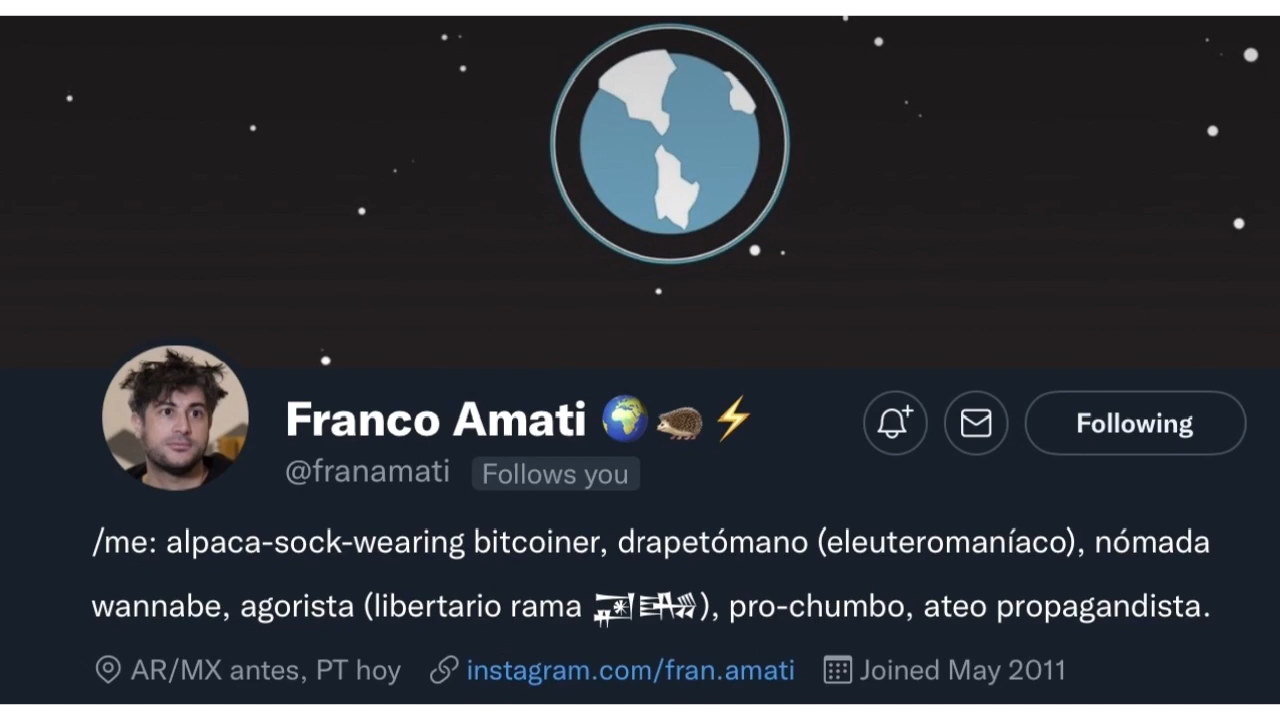 Franco Amati 🌍🦔⚡
@franamati Follows you
Following
/me: alpaca-sock-wearing bitcoiner, drapetómano (eleuteromaníaco), nómada
wannabe, agorista (libertario rama 𒀀𒈠𒄄), pro-chumbo, ateo propagandista.
AR/MX antes, PT hoy instagram.com/fran.amati Joined May 2011